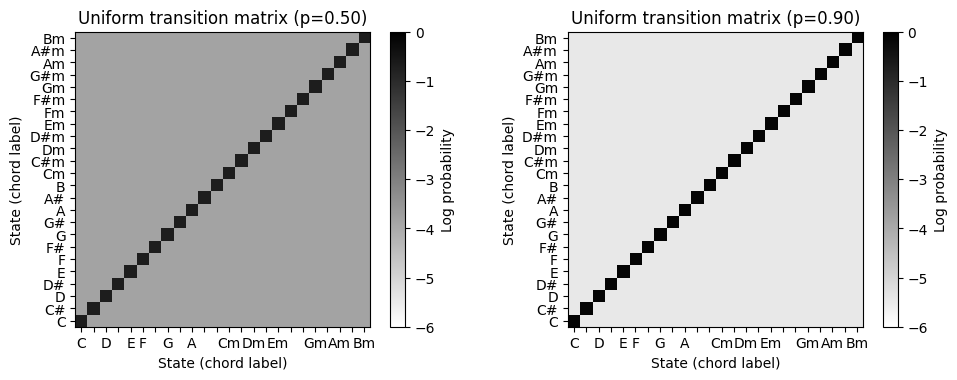 Uniform transition matrix (p=0.50)
State (chord label)
Bm
A#m
Am
G#m
Gm
F#m
Fm
Em
D#m
Dm
C#m
Cm
B
A#
A
G#
G
F#
F
E
D#
D
C#
C
C D E F G A Cm Dm Em Gm Am Bm
State (chord label)
0
−1
−2
−3
−4
−5
−6
Log probability
Uniform transition matrix (p=0.90)
State (chord label)
Bm
A#m
Am
G#m
Gm
F#m
Fm
Em
D#m
Dm
C#m
Cm
B
A#
A
G#
G
F#
F
E
D#
D
C#
C
C D E F G A Cm Dm Em Gm Am Bm
State (chord label)
0
−1
−2
−3
−4
−5
−6
Log probability